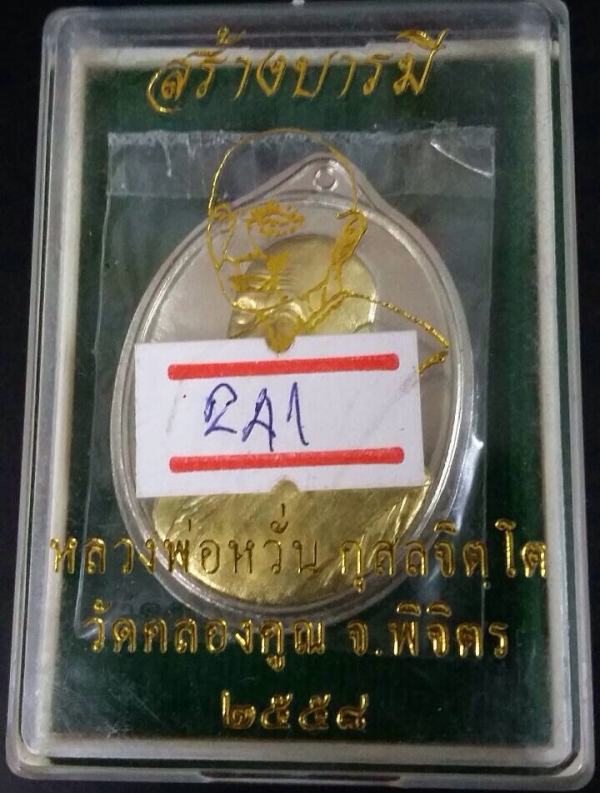 สร้างบารมี
2A1
หลวงพ่อหวั่น กุสลจิตฺโต
วัดคลองคูณ จ.พิจิตร
๒๕๕๘